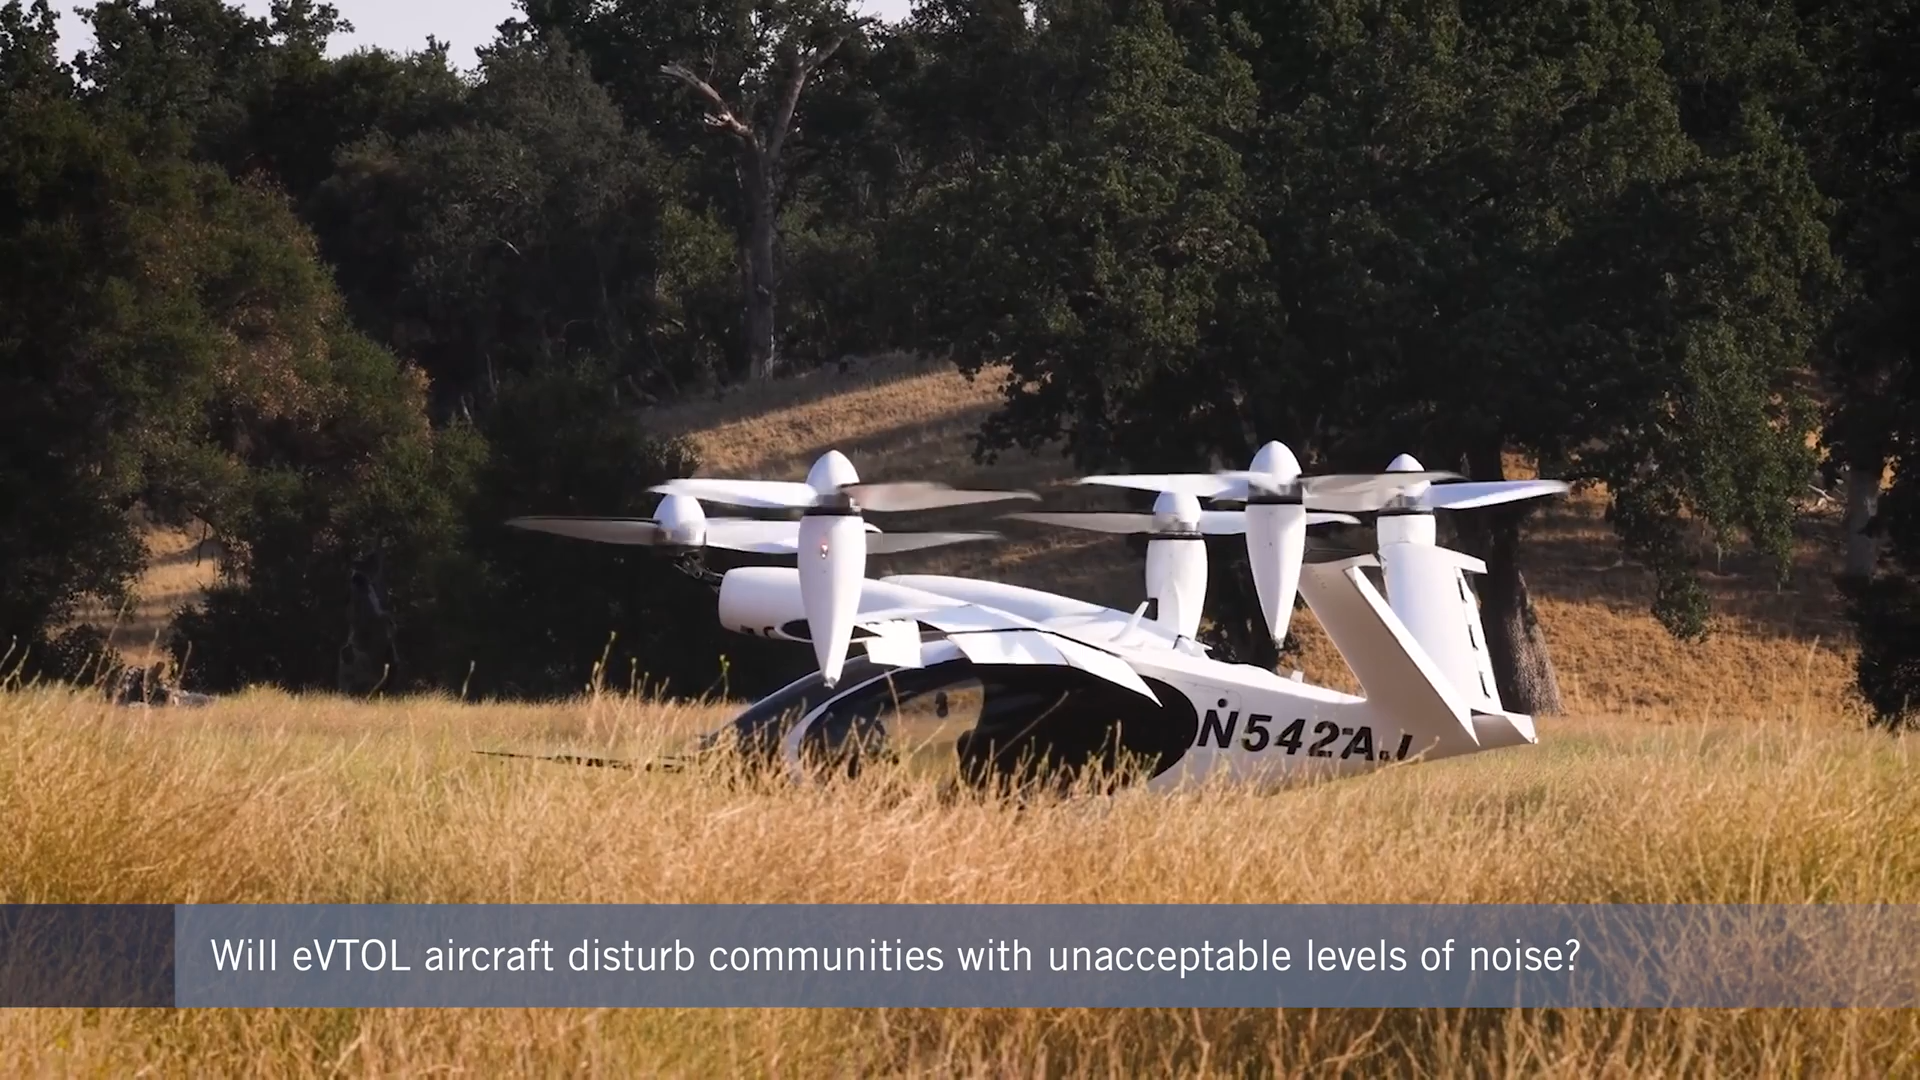 N542AJ
Will eVTOL aircraft disturb communities with unacceptable levels of noise?